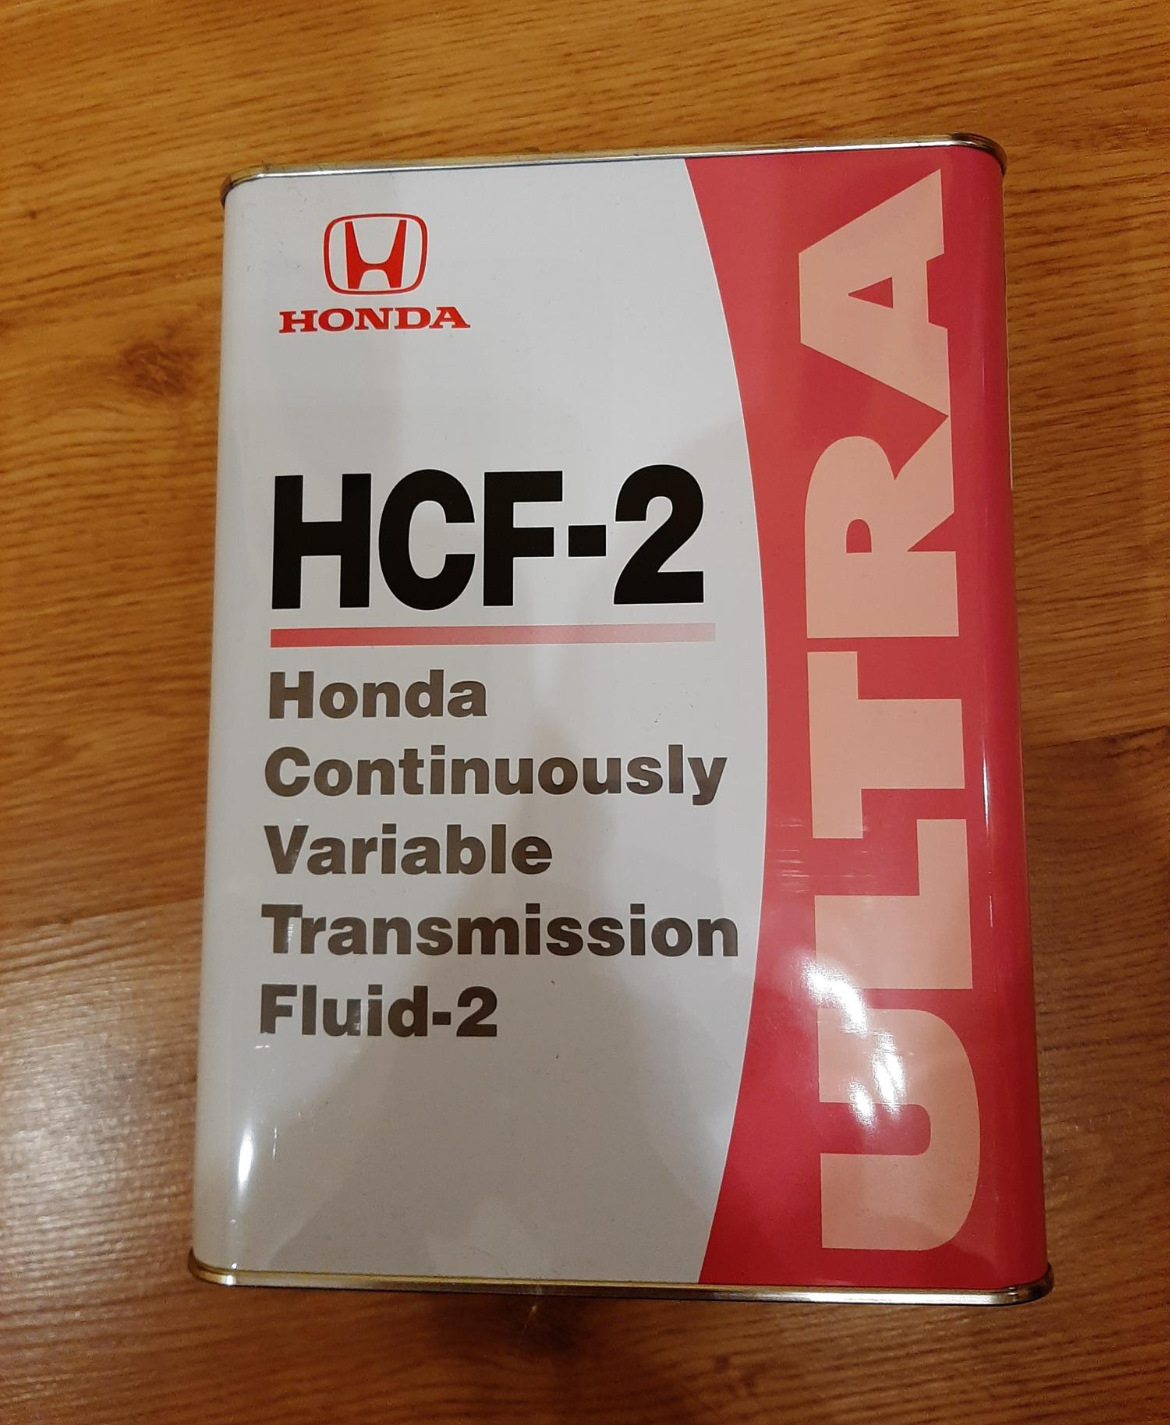 HONDA
HCF-2
Honda
Continuously
Variable
Transmission
Fluid-2
ULTRA